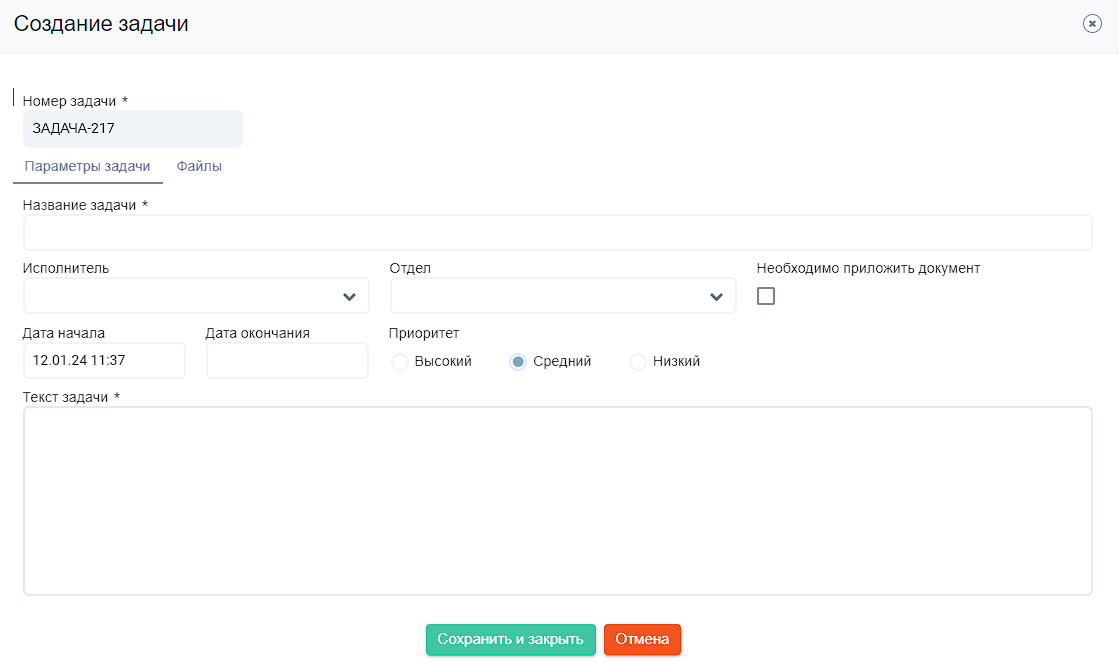 Создание задачи
Номер задачи *
ЗАДАЧА-217
Параметры задачи Файлы
Название задачи *
Исполнитель Отдел Необходимо приложить документ
Дата начала Дата окончания Приоритет
12.01.24 11:37 Высокий Средний Низкий
Текст задачи *
Сохранить и закрыть Отмена